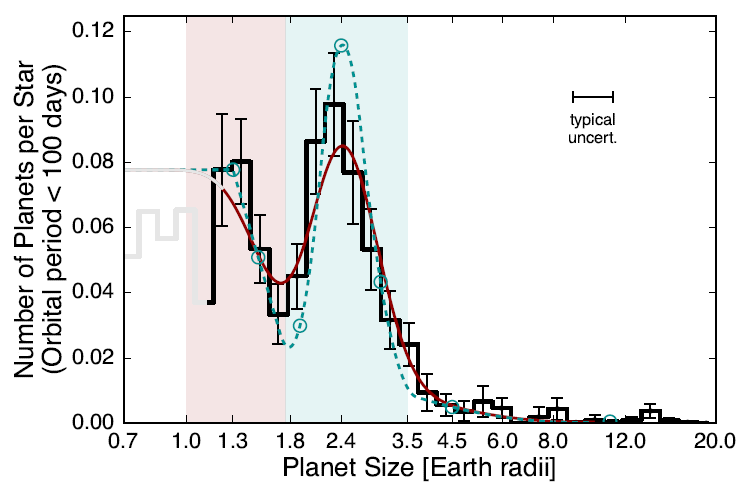 Number of Planets per Star
(Orbital period < 100 days)
0.12
0.10
0.08
0.06
0.04
0.02
0.00
typical
uncert.
0.7 1.0 1.3 1.8 2.4 3.5 4.5 6.0 8.0 12.0 20.0
Planet Size [Earth radii]